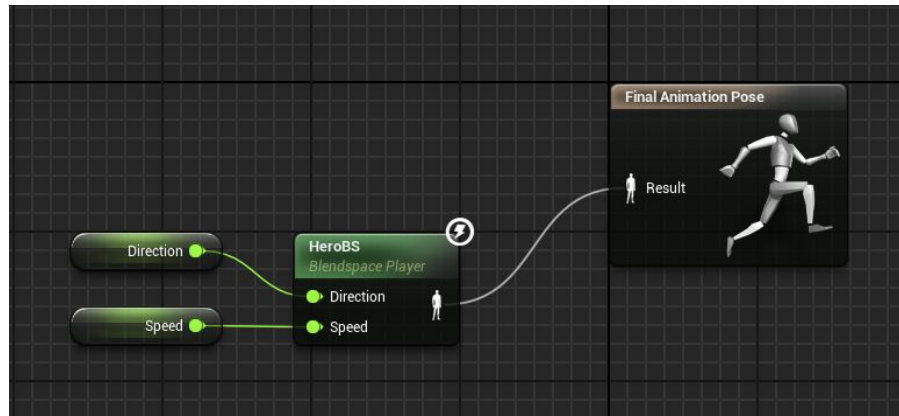 Final Animation Pose
Result
Direction
Speed
HeroBS
Blendspace Player
Direction
Speed